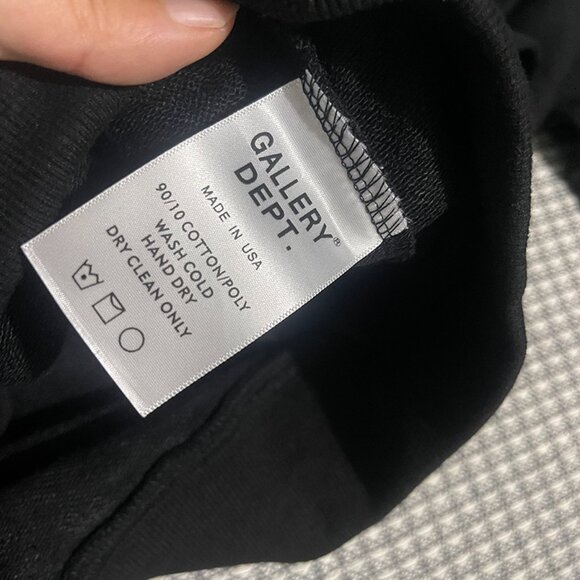 GALLERY
DEPT.®
MADE IN USA
90/10 COTTON/POLY
WASH COLD
HAND DRY
DRY CLEAN ONLY